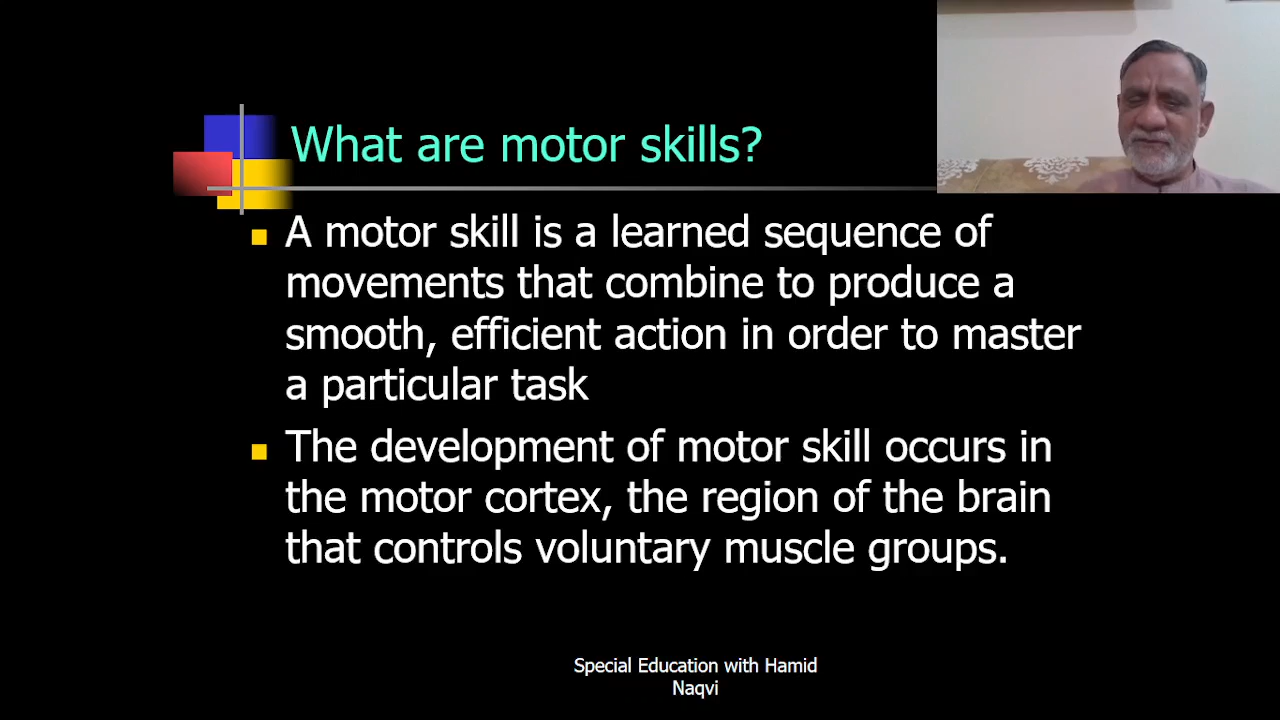 What are motor skills?
A motor skill is a learned sequence of
movements that combine to produce a
smooth, efficient action in order to master
a particular task
The development of motor skill occurs in
the motor cortex, the region of the brain
that controls voluntary muscle groups.
Special Education with Hamid
Naqvi